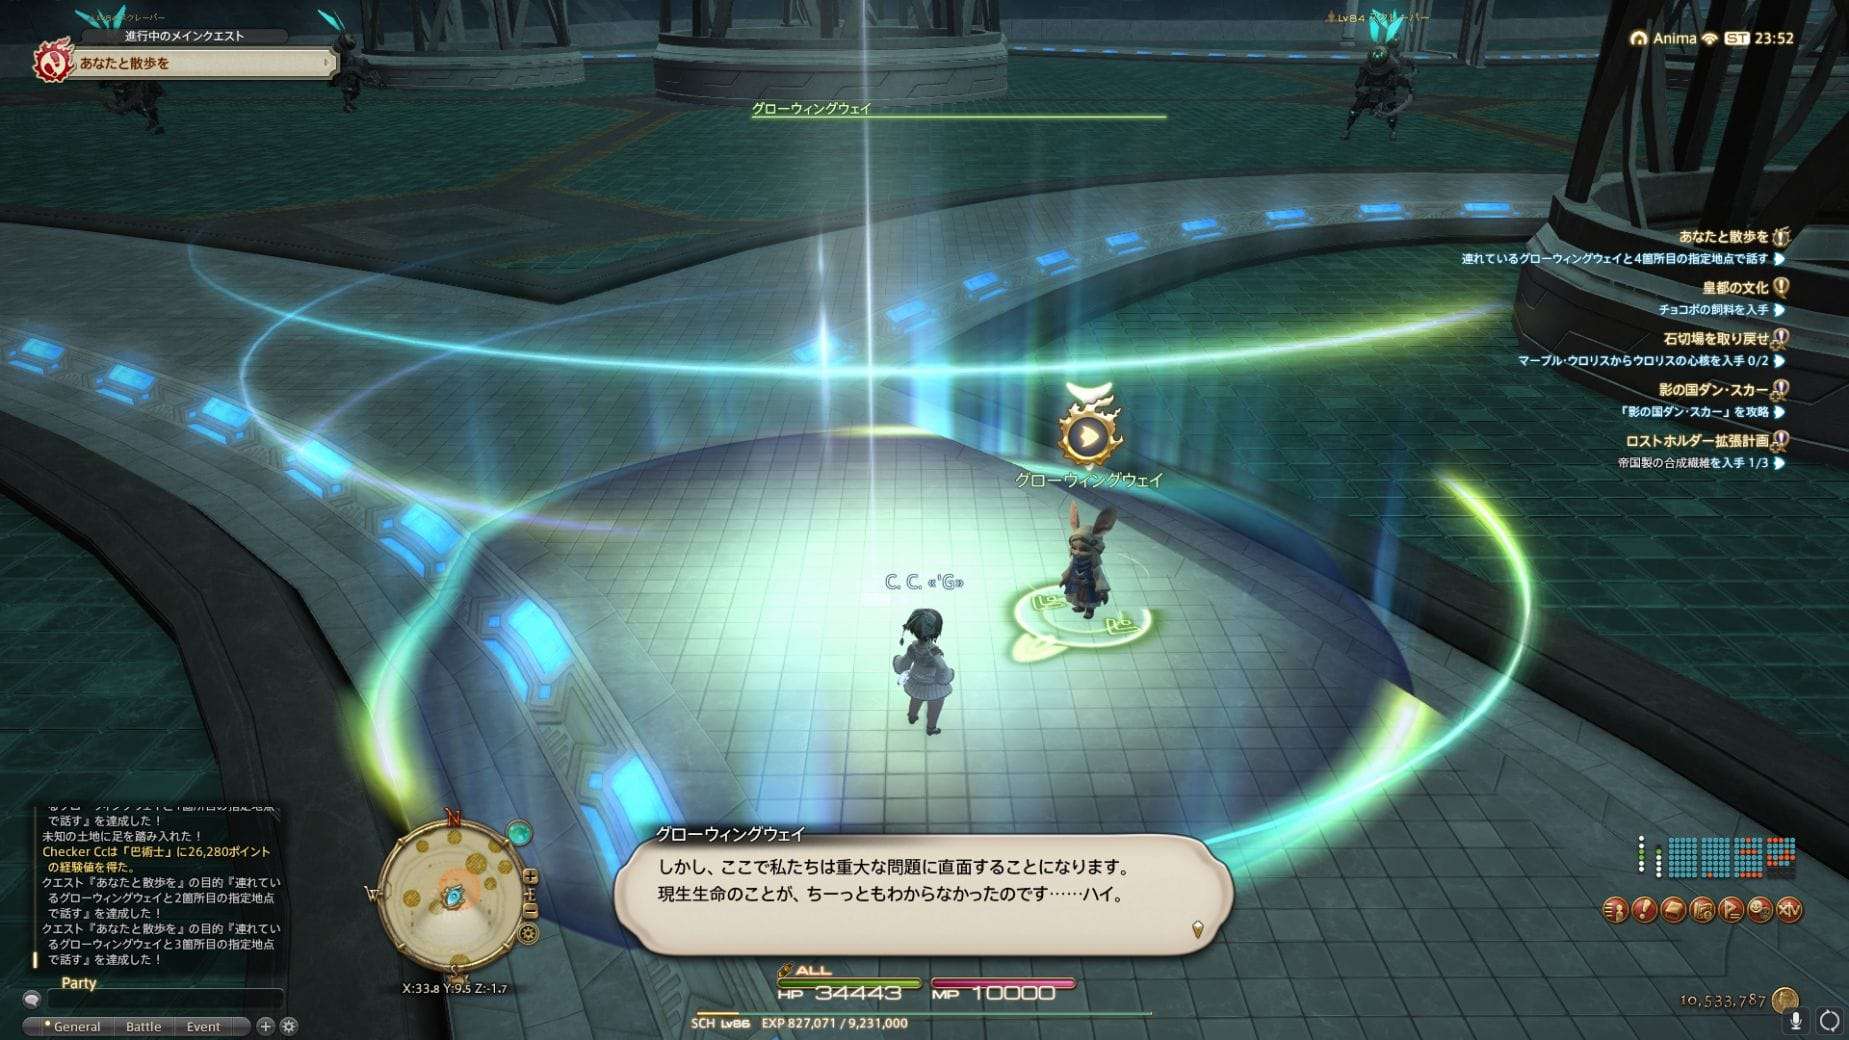 進行中のメインクエスト
あなたと散歩を
グローウィングウェイ
Anima ST 23:52
あなたと散歩を
連れているグローウィングウェイと4箇所目の指定地点で話す
皇都の文化
チョコボの飼料を入手
石切場を取り戻せ
マーブル・ウロリスからウロリスの心核を入手 0/2
影の国ダン・スカー
「影の国ダン・スカー」を攻略
ロストホルダー拡張計画
帝国製の合成繊維を入手 1/3
グローウィングウェイ
C. C. «'G»
で話す』を達成した！
未知の土地に足を踏み入れた！
Checker Ccは「巴術士」に26,280ポイント
の経験値を得た。
クエスト『あなたと散歩を』の目的『連れてい
るグローウィングウェイと2箇所目の指定地点
で話す』を達成した！
クエスト『あなたと散歩を』の目的『連れてい
るグローウィングウェイと3箇所目の指定地点
で話す』を達成した！
Party
General Battle Event
N
W
S
X:33.8 Y:9.5 Z:-1.7
グローウィングウェイ
しかし、ここで私たちは重大な問題に直面することになります。
現生生命のことが、ちーっともわからなかったのです……ハイ。
ALL
HP 34443 MP 10000
SCH Lv86 EXP 827,071 / 9,231,000
XIV
10,533,787